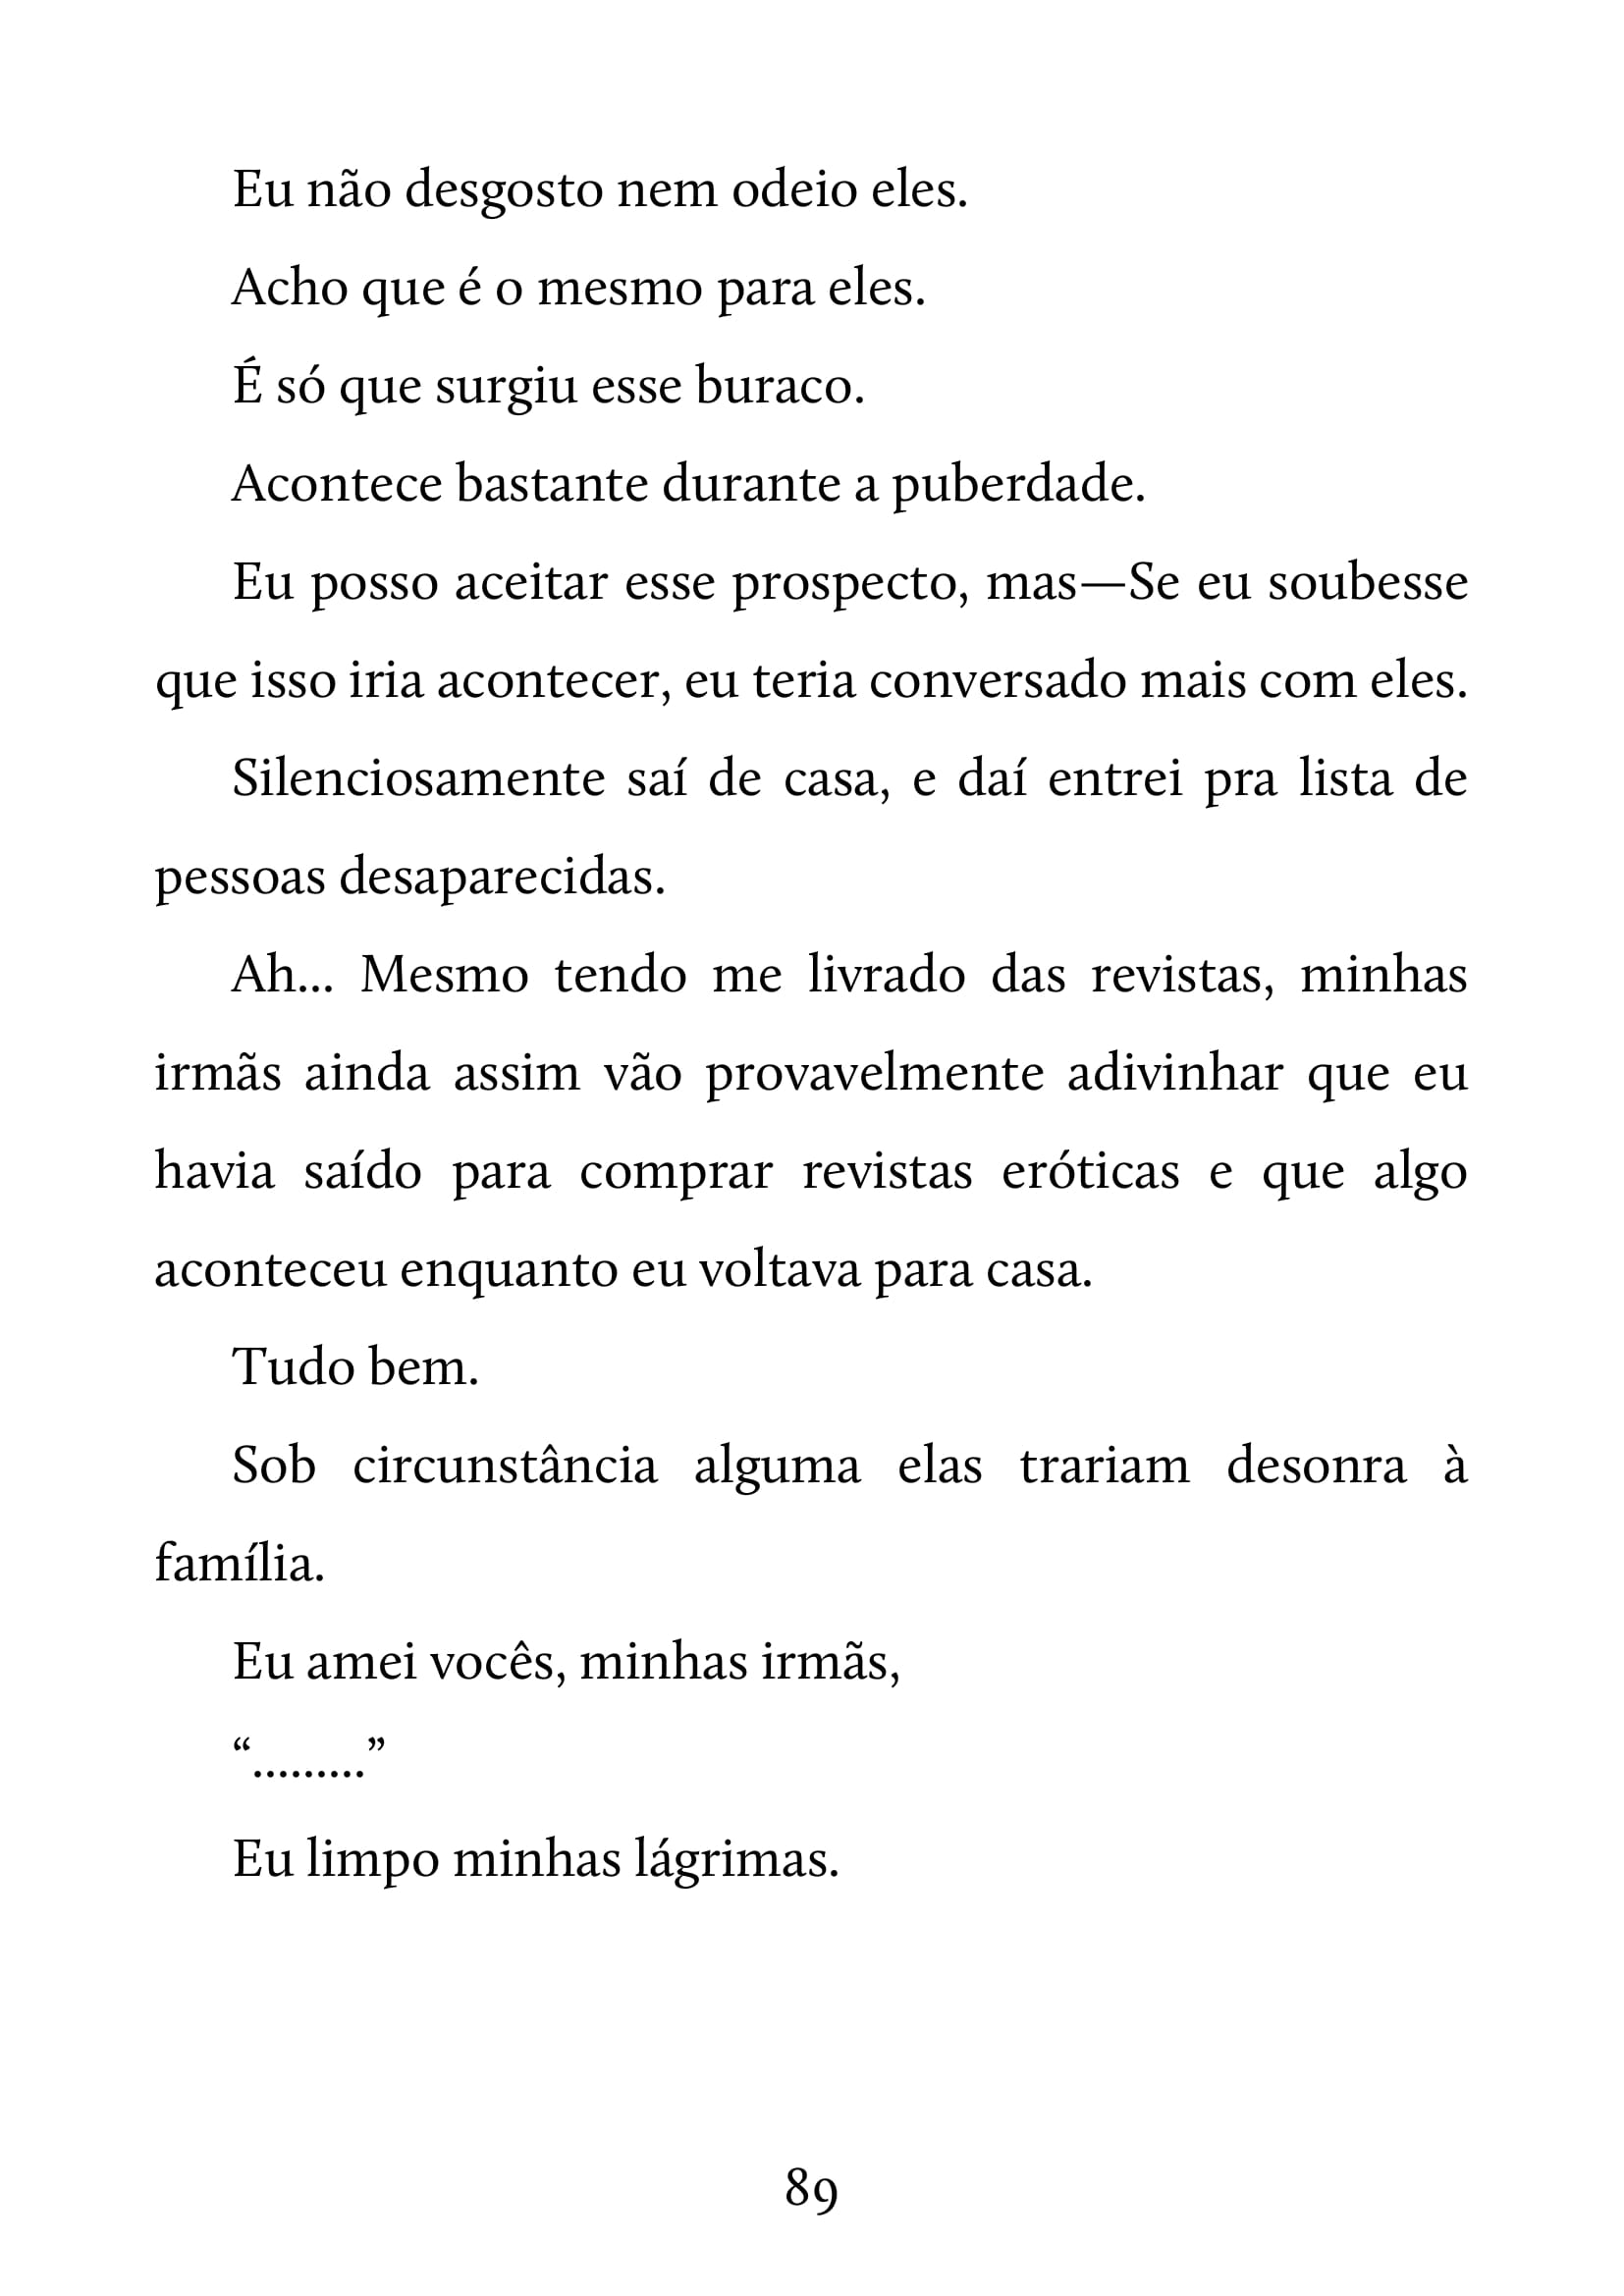 Eu não desgosto nem odeio eles.
Acho que é o mesmo para eles.
É só que surgiu esse buraco.
Acontece bastante durante a puberdade.
Eu posso aceitar esse prospecto, mas—Se eu soubesse
que isso iria acontecer, eu teria conversado mais com eles.
Silenciosamente saí de casa, e daí entrei pra lista de
pessoas desaparecidas.
Ah... Mesmo tendo me livrado das revistas, minhas
irmãs ainda assim vão provavelmente adivinhar que eu
havia saído para comprar revistas eróticas e que algo
aconteceu enquanto eu voltava para casa.
Tudo bem.
Sob circunstância alguma elas trariam desonra à
família.
Eu amei vocês, minhas irmãs,
“.........”
Eu limpo minhas lágrimas.
89